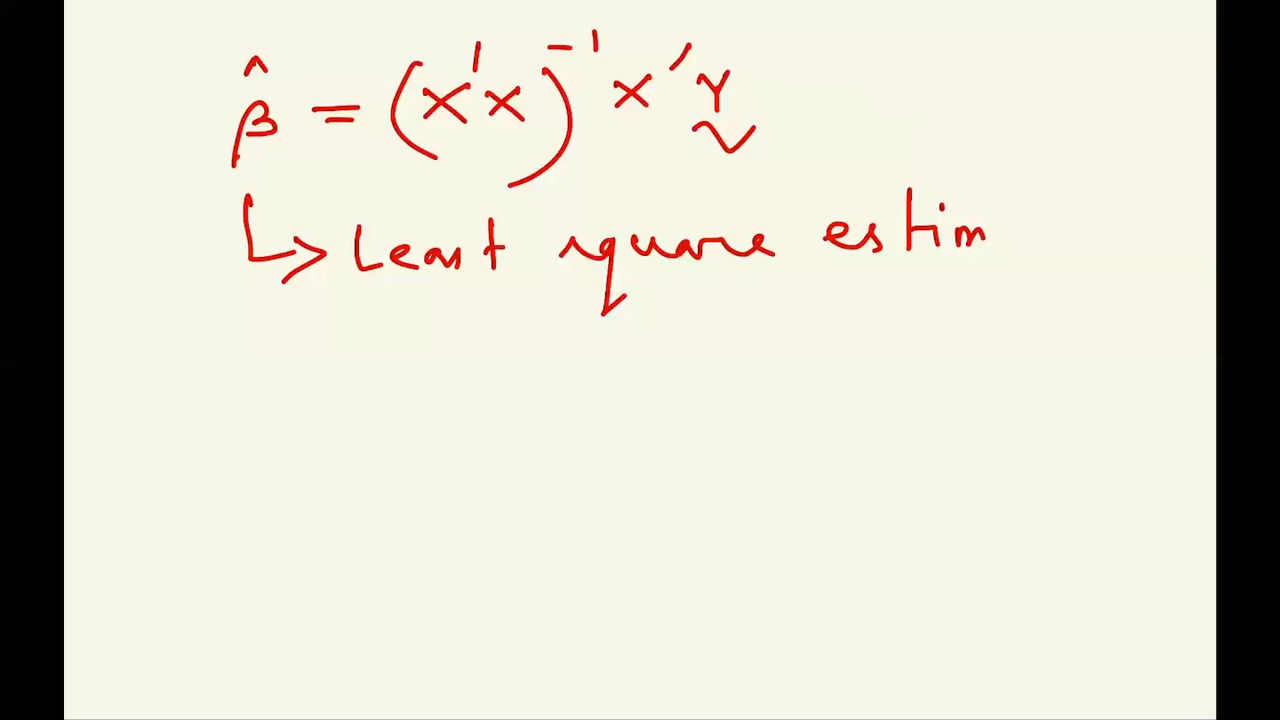 β̂ = (X'X)⁻¹ X'Y
Least square estim